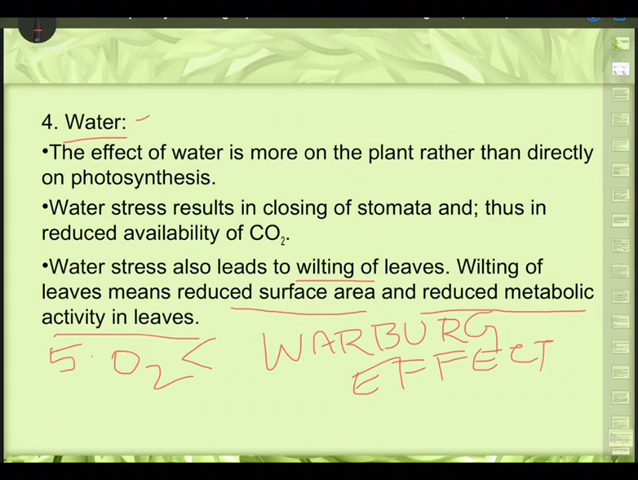 4. Water:
•The effect of water is more on the plant rather than directly
on photosynthesis.
•Water stress results in closing of stomata and; thus in
reduced availability of CO₂.
•Water stress also leads to wilting of leaves. Wilting of
leaves means reduced surface area and reduced metabolic
activity in leaves.
5. O₂ < WARBURG
EFFECT